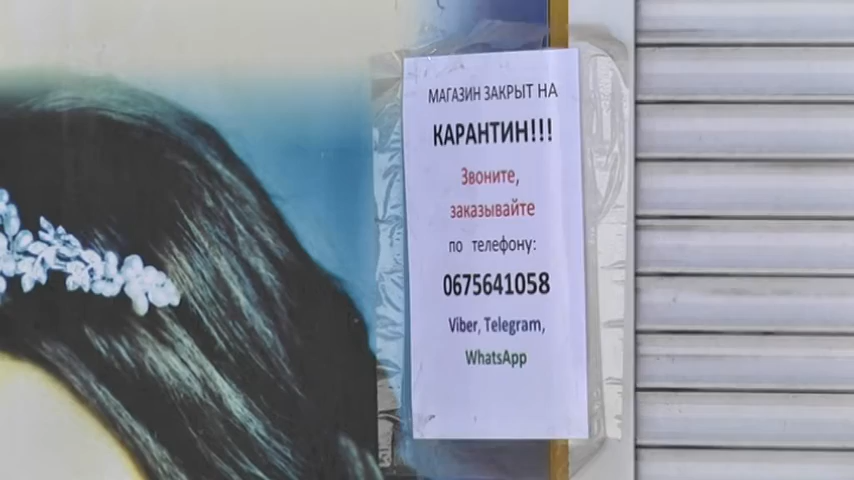 МАГАЗИН ЗАКРЫТ НА
КАРАНТИН!!!
Звоните,
заказывайте
по телефону:
0675641058
Viber, Telegram,
WhatsApp